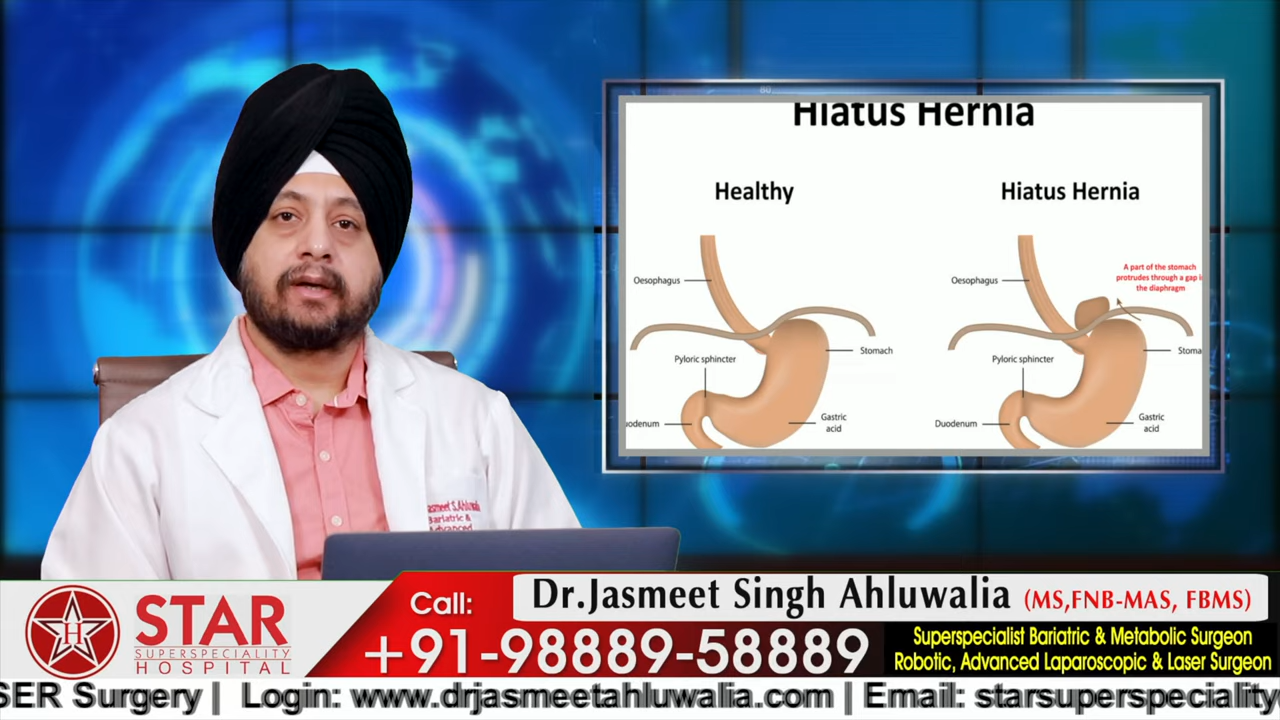 Hiatus Hernia
Healthy
Hiatus Hernia
Oesophagus
Pyloric sphincter
Stomach
Gastric
acid
Oesophagus
A part of the stomach
protrudes through a gap
the diaphragm
Pyloric sphincter
Duodenum
Gastric
acid
S.Ahluwalia
Bariatric &
Advanced
H
STAR
SUPERSPECIALITY
HOSPITAL
Call:
+91-98889-58889
Dr.Jasmeet Singh Ahluwalia (MS,FNB-MAS, FBMS)
Superspecialist Bariatric & Metabolic Surgeon
Robotic, Advanced Laparoscopic & Laser Surgeon
SER Surgery | Login: www.drjasmeetahluwalia.com | Email: starsuperspeciality